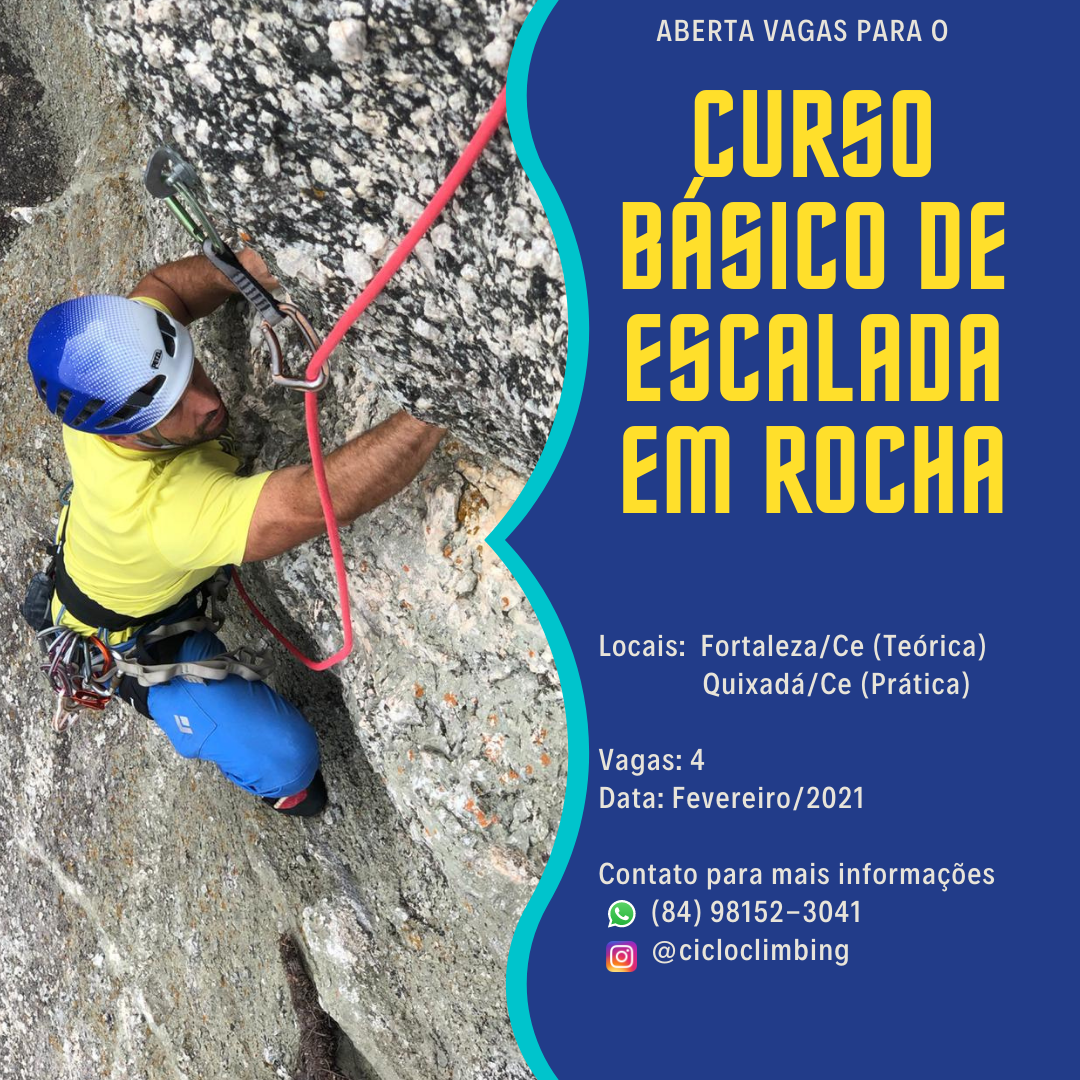 ABERTA VAGAS PARA O
CURSO
BÁSICO DE
ESCALADA
EM ROCHA
Locais: Fortaleza/Ce (Teórica)
Quixadá/Ce (Prática)
Vagas: 4
Data: Fevereiro/2021
Contato para mais informações
(84) 98152-3041
@cicloclimbing
PETZL